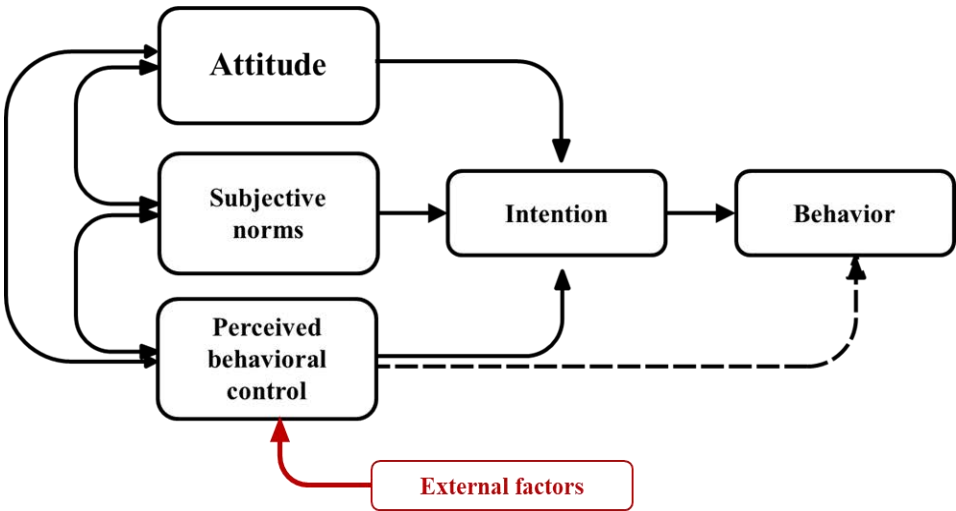 Attitude
Subjective
norms
Intention
Behavior
Perceived
behavioral
control
External factors